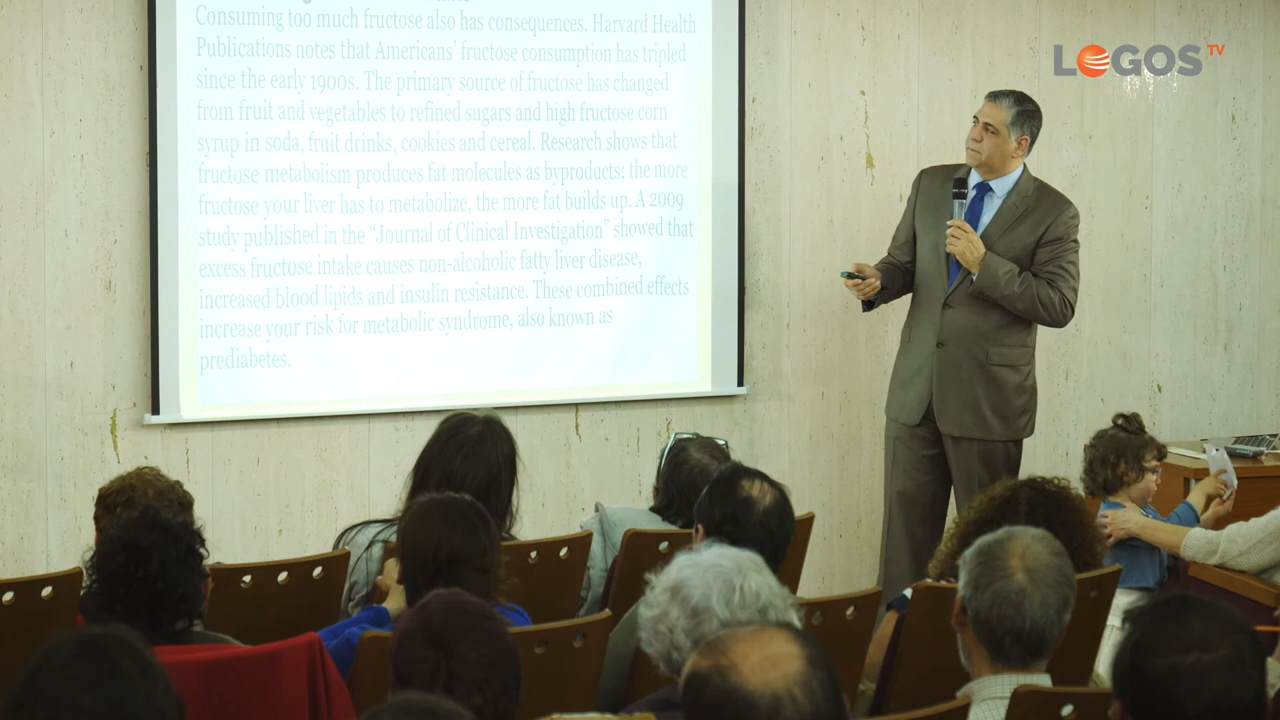 Consuming too much fructose also has consequences. Harvard Health
Publications notes that Americans' fructose consumption has tripled
since the early 1900s. The primary source of fructose has changed
from fruit and vegetables to refined sugars and high fructose corn
syrup in soda, fruit drinks, cookies and cereal. Research shows that
fructose metabolism produces fat molecules as byproducts; the more
fructose your liver has to metabolize, the more fat builds up. A 2009
study published in the “Journal of Clinical Investigation” showed that
excess fructose intake causes non-alcoholic fatty liver disease,
increased blood lipids and insulin resistance. These combined effects
increase your risk for metabolic syndrome, also known as
prediabetes.
LOGOS TV